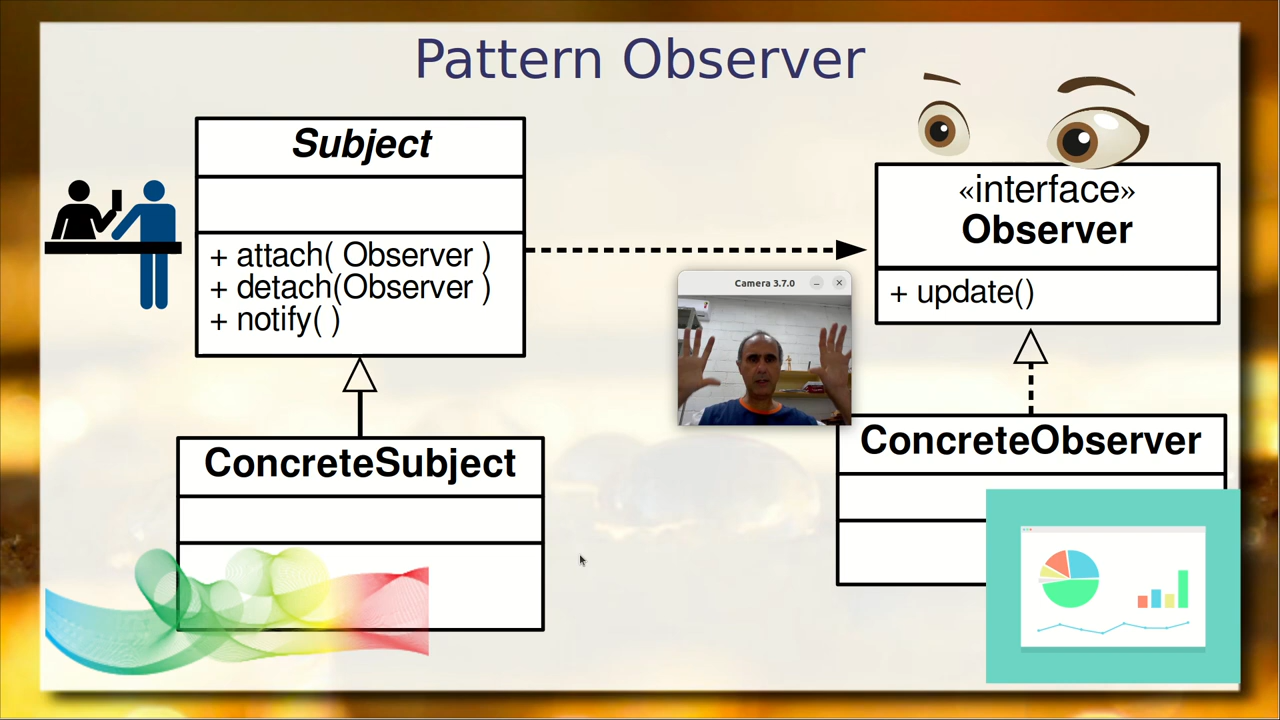 Pattern Observer
Subject
+ attach( Observer )
+ detach(Observer )
+ notify( )
«interface»
Observer
+ update()
Camera 3.7.0
ConcreteSubject
ConcreteObserver